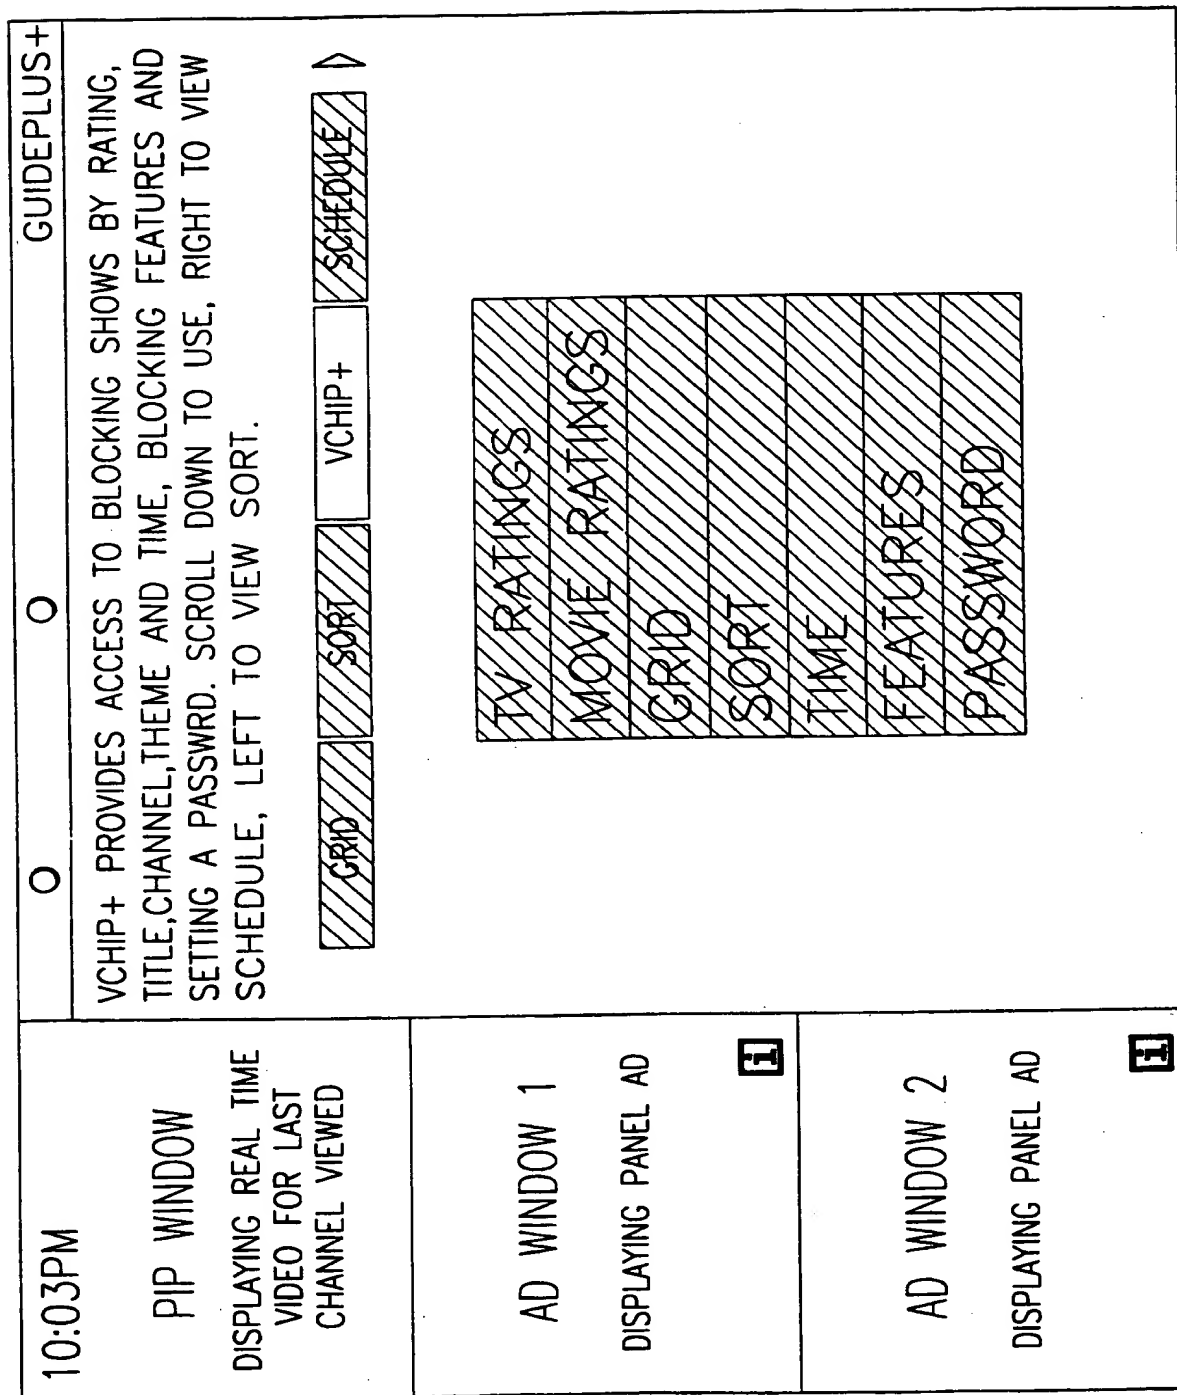 10:03PM
GUIDEPLUS+
PIP WINDOW
DISPLAYING REAL TIME
VIDEO FOR LAST
CHANNEL VIEWED
AD WINDOW 1
DISPLAYING PANEL AD
i
AD WINDOW 2
DISPLAYING PANEL AD
i
VCHIP+ PROVIDES ACCESS TO BLOCKING SHOWS BY RATING,
TITLE,CHANNEL,THEME AND TIME, BLOCKING FEATURES AND
SETTING A PASSWRD. SCROLL DOWN TO USE, RIGHT TO VIEW
SCHEDULE, LEFT TO VIEW SORT.
GRID SORT VCHIP+ SCHEDULE
TV RATINGS
MOVIE RATINGS
GRID
SORT
TIME
FEATURES
PASSWORD